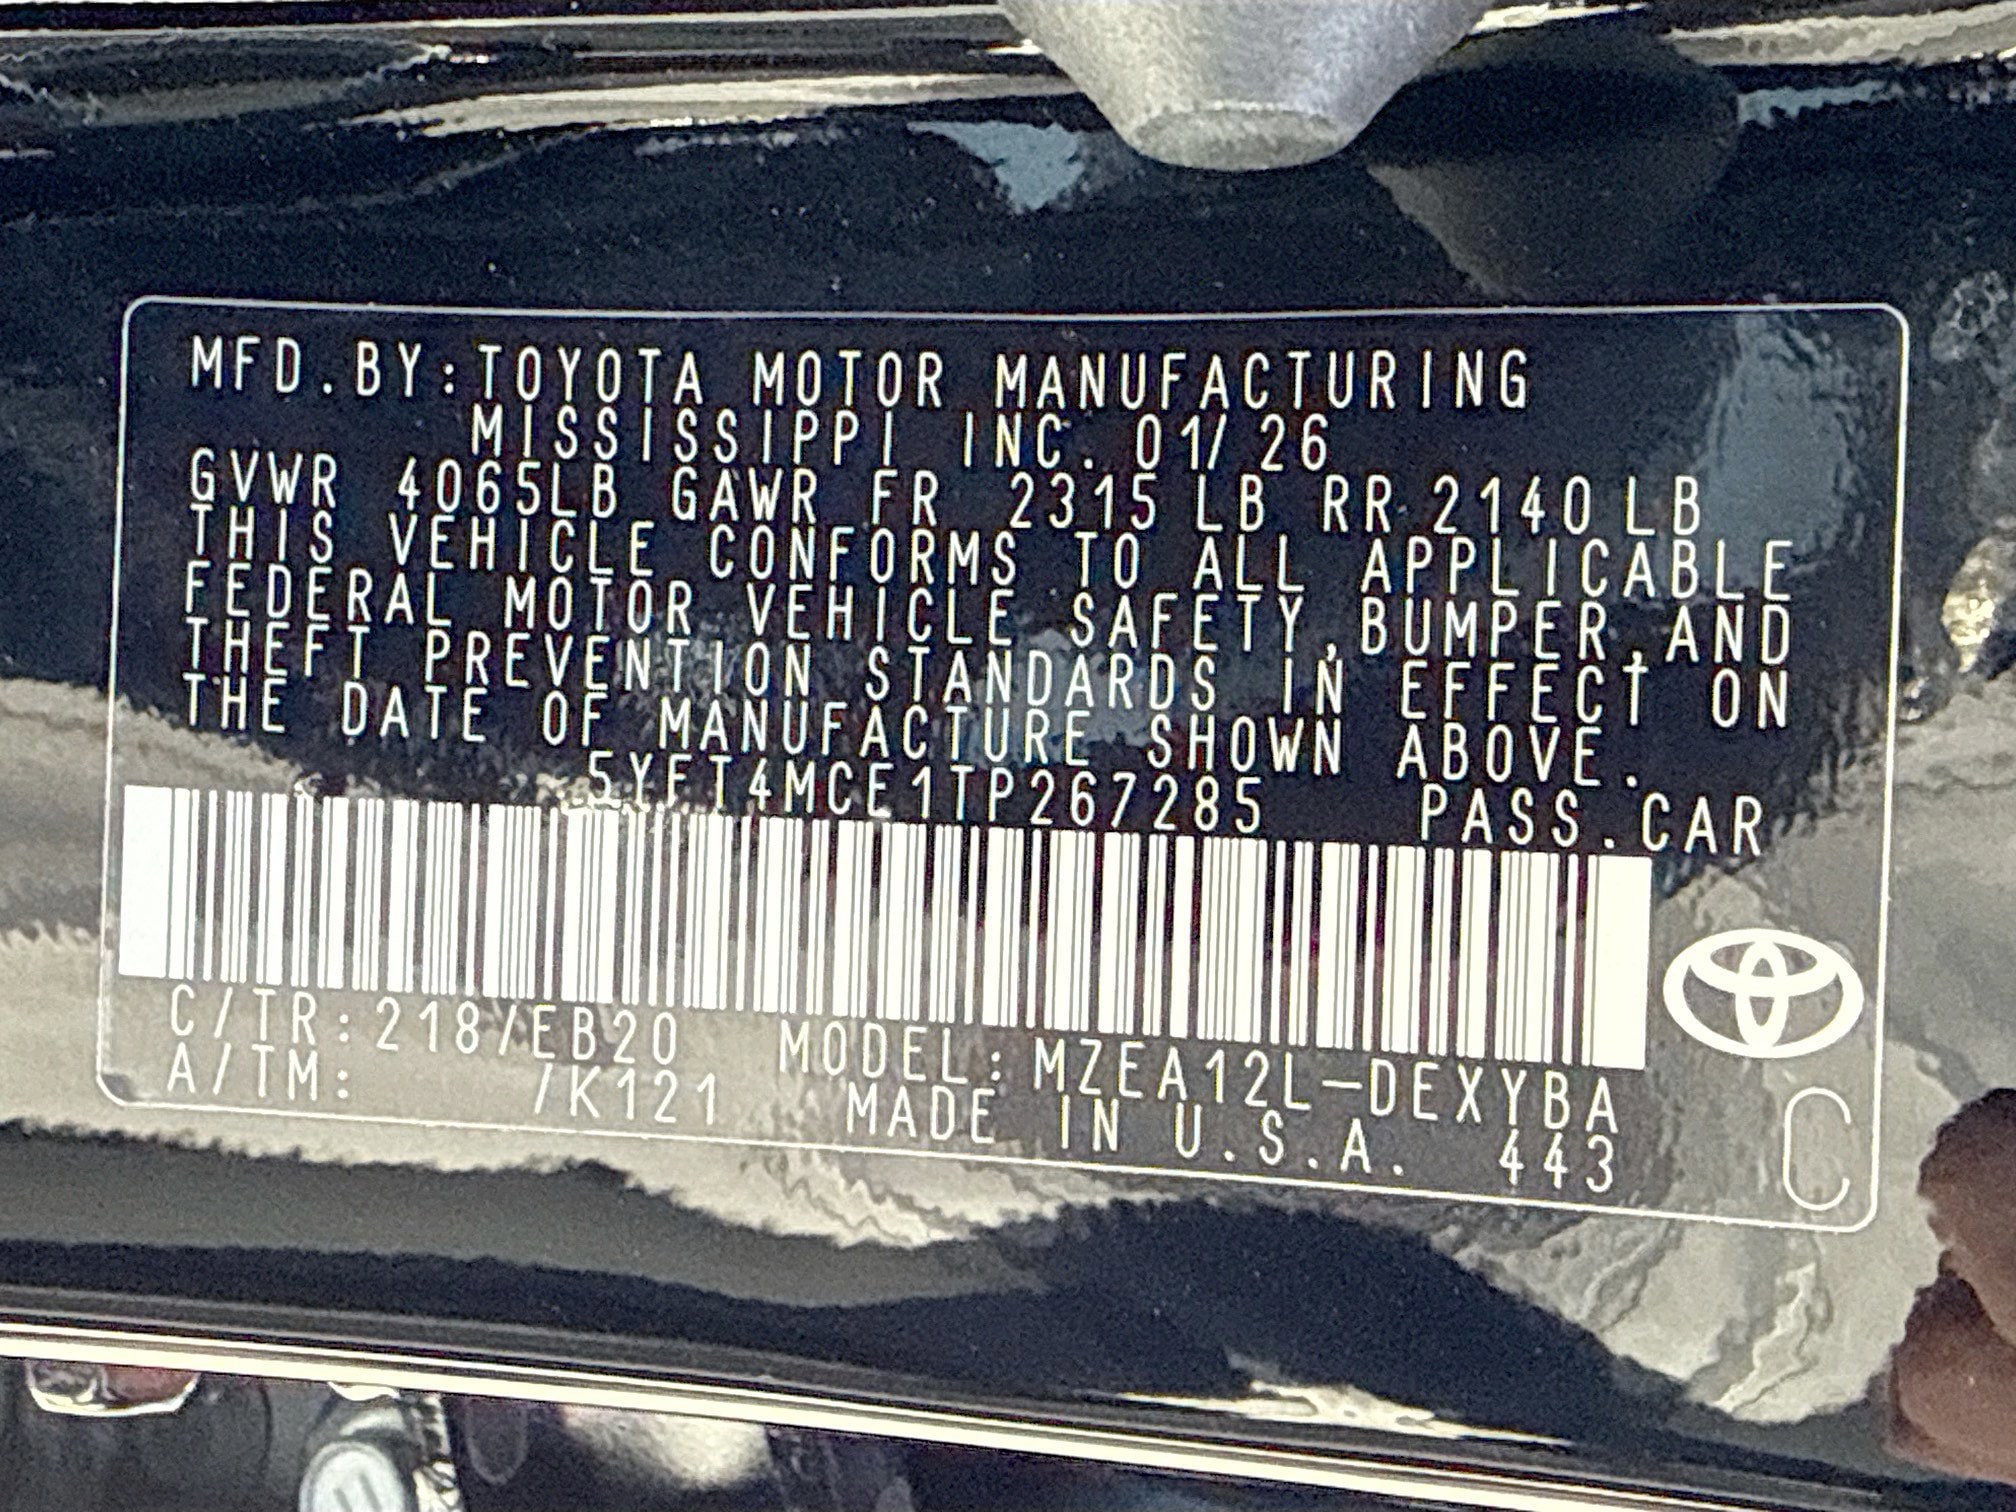 MFD.BY:TOYOTA MOTOR MANUFACTURING
MISSISSIPPI INC. 01/26
GVWR 4065LB GAWR FR 2315 LB RR 2140 LB
THIS VEHICLE CONFORMS TO ALL APPLICABLE
FEDERAL MOTOR VEHICLE SAFETY,BUMPER,AND
THEFT PREVENTION STANDARDS IN EFFECT ON
THE DATE OF MANUFACTURE SHOWN ABOVE.
5YFT4MCE1TP267285 PASS.CAR
C/TR:218/EB20 MODEL:MZEA12L-DEXYBA
A/TM: /K121 MADE IN U.S.A. 443
C